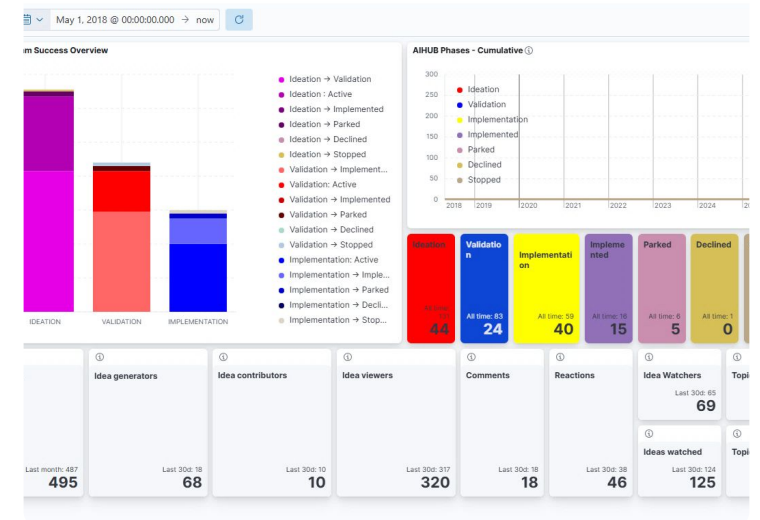 May 1, 2018 @ 00:00:00.000 → now
m Success Overview
Ideation → Validation
Ideation : Active
Ideation → Implemented
Ideation → Parked
Ideation → Declined
Ideation → Stopped
Validation → Implement...
Validation: Active
Validation → Implemented
Validation → Parked
Validation → Declined
Validation → Stopped
Implementation: Active
Implementation → Imple...
Implementation → Parked
Implementation → Decli...
Implementation → Stop...
IDEATION VALIDATION IMPLEMENTATION
AIHUB Phases - Cumulative
300
250
200
150
100
50
0
Ideation
Validation
Implementation
Implemented
Parked
Declined
Stopped
2018 2019 2020 2021 2022 2023 2024
Ideation
All time:
44
Validatio
n
All time: 83
24
Implementati
on
All time: 59
40
Impleme
nted
All time: 16
15
Parked
All time: 6
5
Declined
All time: 1
0
Last month: 487
495
Idea generators
Last 30d: 18
68
Idea contributors
Last 30d: 10
10
Idea viewers
Last 30d: 317
320
Comments
Last 30d: 18
18
Reactions
Last 30d: 38
46
Idea Watchers
Last 30d: 65
69
Topi
Ideas watched
Last 30d: 124
125
Topi